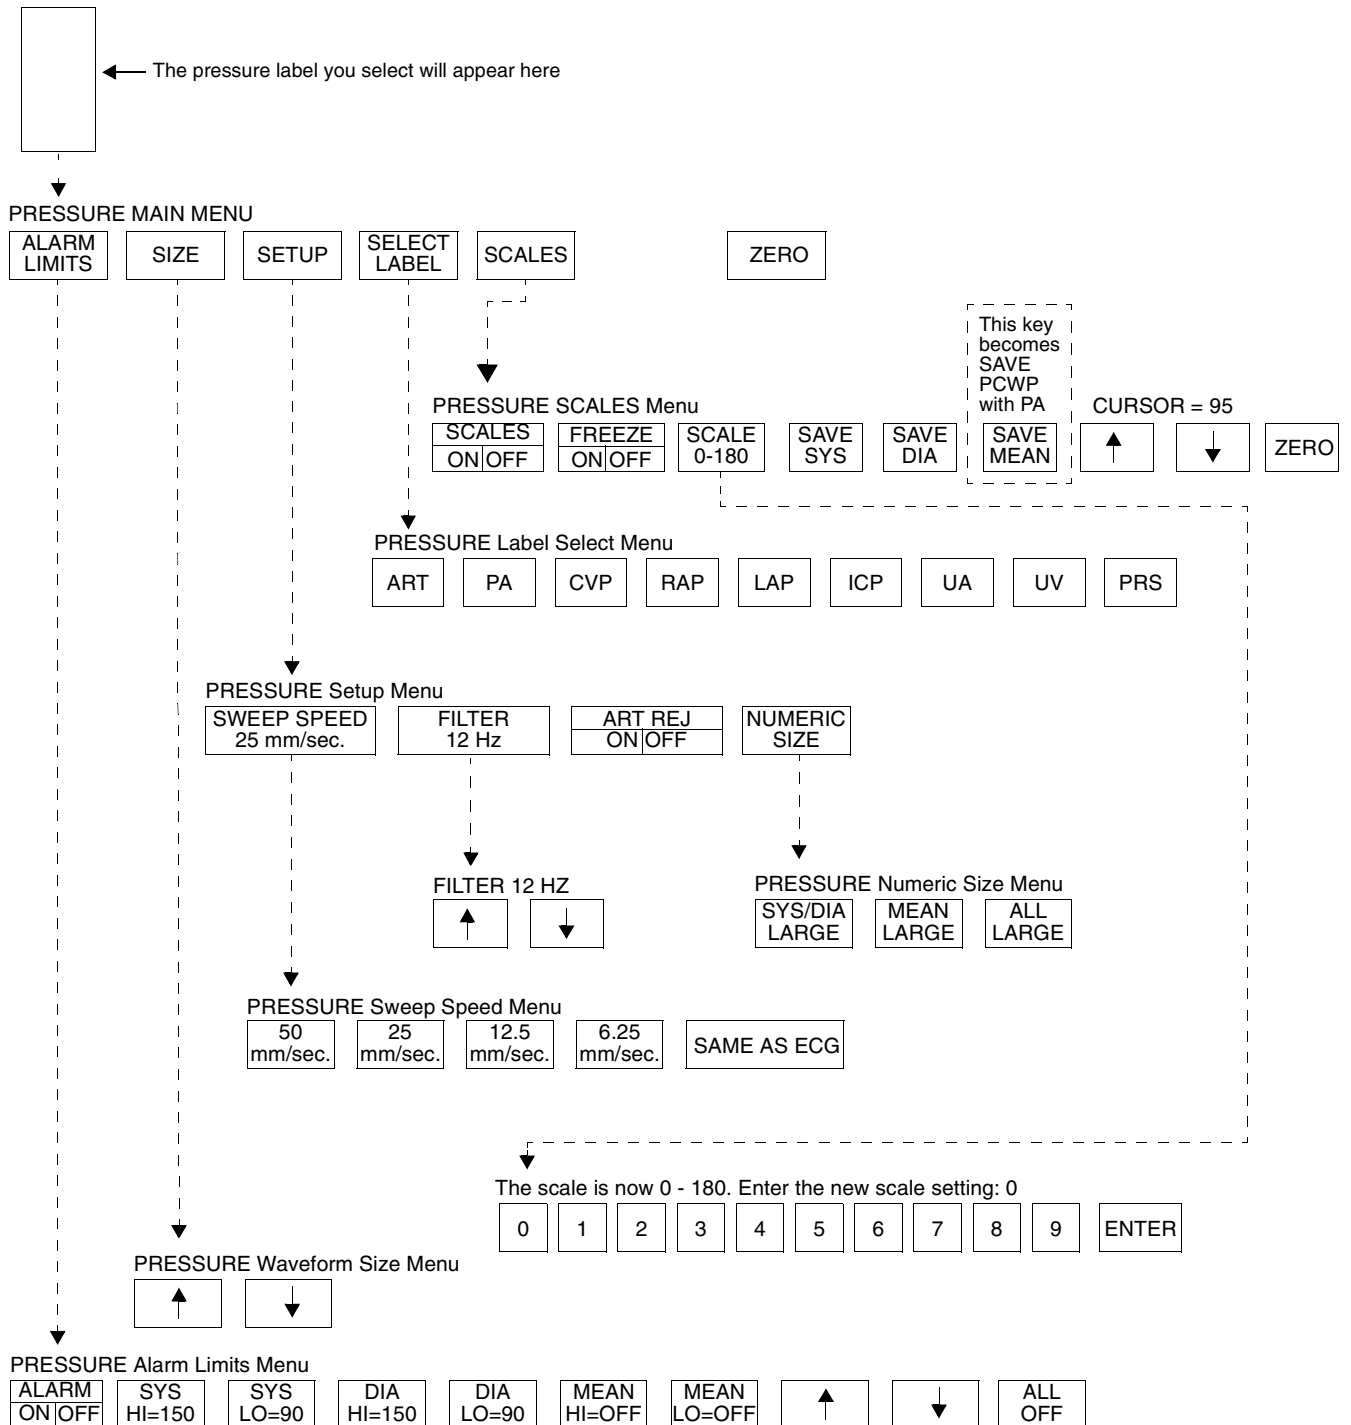 The pressure label you select will appear here
PRESSURE MAIN MENU
ALARM LIMITS
SIZE
SETUP
SELECT LABEL
SCALES
ZERO
This key
becomes
SAVE
PCWP
with PA
PRESSURE SCALES Menu
CURSOR = 95
SCALES ON OFF
FREEZE ON OFF
SCALE 0-180
SAVE SYS
SAVE DIA
SAVE MEAN
ZERO
PRESSURE Label Select Menu
ART
PA
CVP
RAP
LAP
ICP
UA
UV
PRS
PRESSURE Setup Menu
SWEEP SPEED 25 mm/sec.
FILTER 12 Hz
ART REJ ON OFF
NUMERIC SIZE
FILTER 12 HZ
PRESSURE Numeric Size Menu
SYS/DIA LARGE
MEAN LARGE
ALL LARGE
PRESSURE Sweep Speed Menu
50 mm/sec.
25 mm/sec.
12.5 mm/sec.
6.25 mm/sec.
SAME AS ECG
The scale is now 0 - 180. Enter the new scale setting: 0
0 1 2 3 4 5 6 7 8 9 ENTER
PRESSURE Waveform Size Menu
PRESSURE Alarm Limits Menu
ALARM ON OFF
SYS HI=150
SYS LO=90
DIA HI=150
DIA LO=90
MEAN HI=OFF
MEAN LO=OFF
ALL OFF